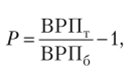 P = ВРПт / ВРПб − 1,